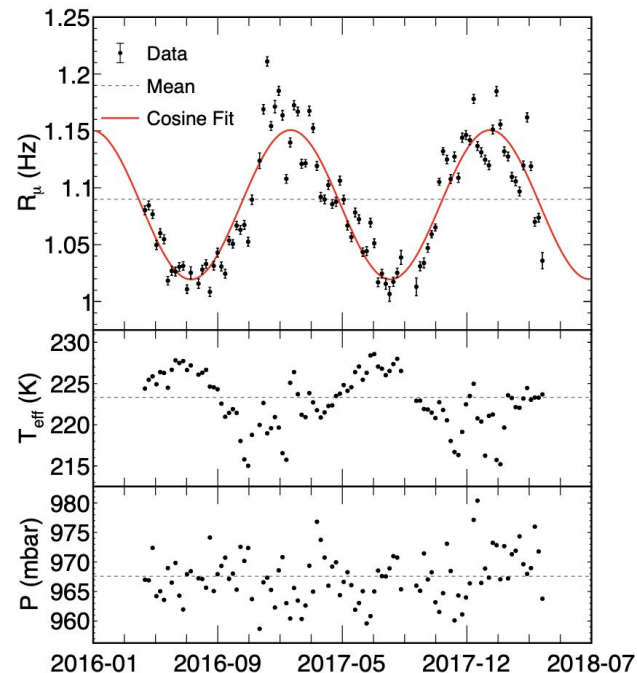 1.25
1.2
1.15
1.1
1.05
1
R_μ (Hz)
Data
Mean
Cosine Fit
230
225
220
215
T_eff (K)
980
975
970
965
960
P (mbar)
2016-01 2016-09 2017-05 2017-12 2018-07